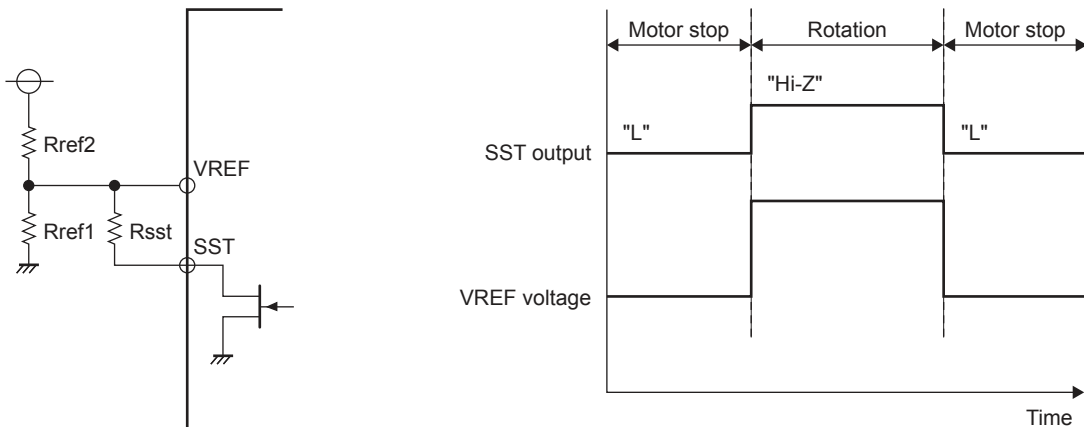 Rref2
VREF
Rref1
Rsst
SST
Motor stop
Rotation
Motor stop
"Hi-Z"
"L"
"L"
SST output
VREF voltage
Time